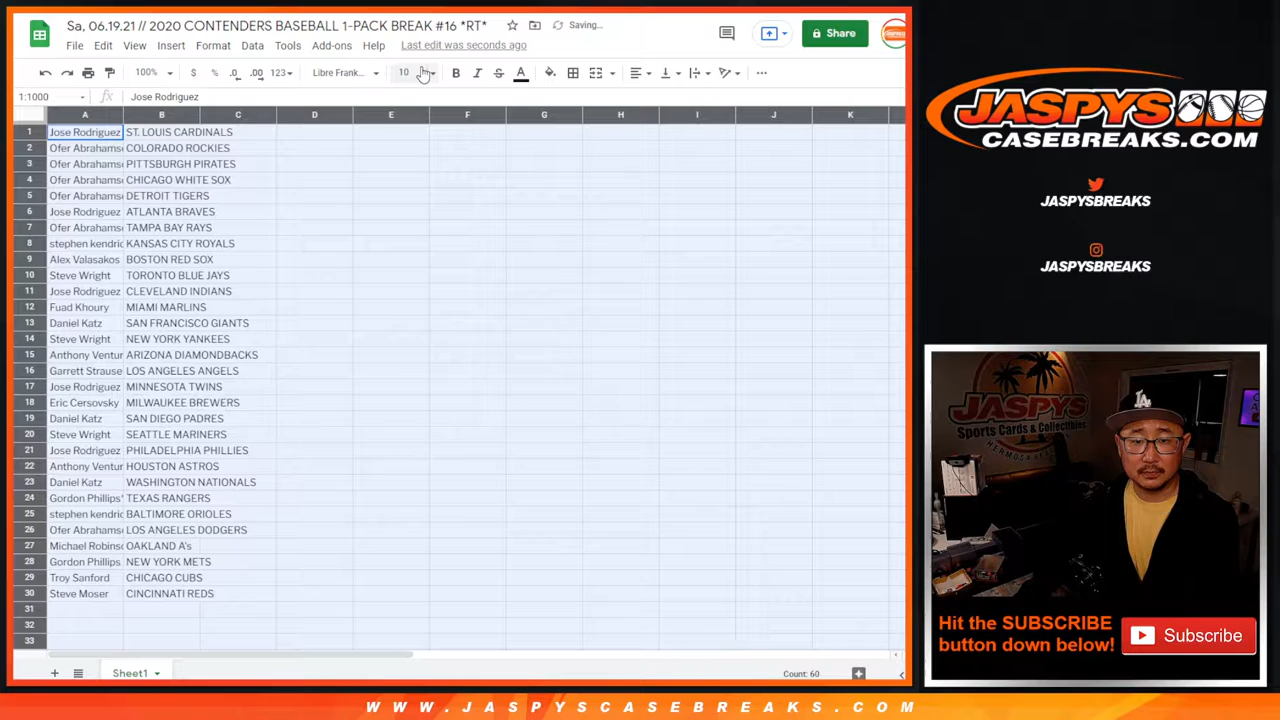 Sa, 06.19.21 // 2020 CONTENDERS BASEBALL 1-PACK BREAK #16 *RT*
Saving...
File Edit View Insert Format Data Tools Add-ons Help Last edit was seconds ago
Share
100% $ % .0 .00 123 Libre Frank... 10 B I S A
1:1000 fx Jose Rodriguez
A B C D E F G H I J K
1 Jose Rodriguez ST. LOUIS CARDINALS
2 Ofer Abrahams COLORADO ROCKIES
3 Ofer Abrahams PITTSBURGH PIRATES
4 Ofer Abrahams CHICAGO WHITE SOX
5 Ofer Abrahams DETROIT TIGERS
6 Jose Rodriguez ATLANTA BRAVES
7 Ofer Abrahams TAMPA BAY RAYS
8 stephen kendric KANSAS CITY ROYALS
9 Alex Valasakos BOSTON RED SOX
10 Steve Wright TORONTO BLUE JAYS
11 Jose Rodriguez CLEVELAND INDIANS
12 Fuad Khoury MIAMI MARLINS
13 Daniel Katz SAN FRANCISCO GIANTS
14 Steve Wright NEW YORK YANKEES
15 Anthony Ventur ARIZONA DIAMONDBACKS
16 Garrett Strause LOS ANGELES ANGELS
17 Jose Rodriguez MINNESOTA TWINS
18 Eric Cersovsky MILWAUKEE BREWERS
19 Daniel Katz SAN DIEGO PADRES
20 Steve Wright SEATTLE MARINERS
21 Jose Rodriguez PHILADELPHIA PHILLIES
22 Anthony Ventur HOUSTON ASTROS
23 Daniel Katz WASHINGTON NATIONALS
24 Gordon Phillips* TEXAS RANGERS
25 stephen kendric BALTIMORE ORIOLES
26 Ofer Abrahams LOS ANGELES DODGERS
27 Michael Robins OAKLAND A's
28 Gordon Phillips NEW YORK METS
29 Troy Sanford CHICAGO CUBS
30 Steve Moser CINCINNATI REDS
31
32
33
Sheet1
Count: 60
JASPYS
CASEBREAKS.COM
JASPYSBREAKS
JASPYSBREAKS
JASPYS
Sports Cards & Collectibles
HERMOSA
LA
Hit the SUBSCRIBE
button down below!
Subscribe
WWW.JASPYSCASEBREAKS.COM